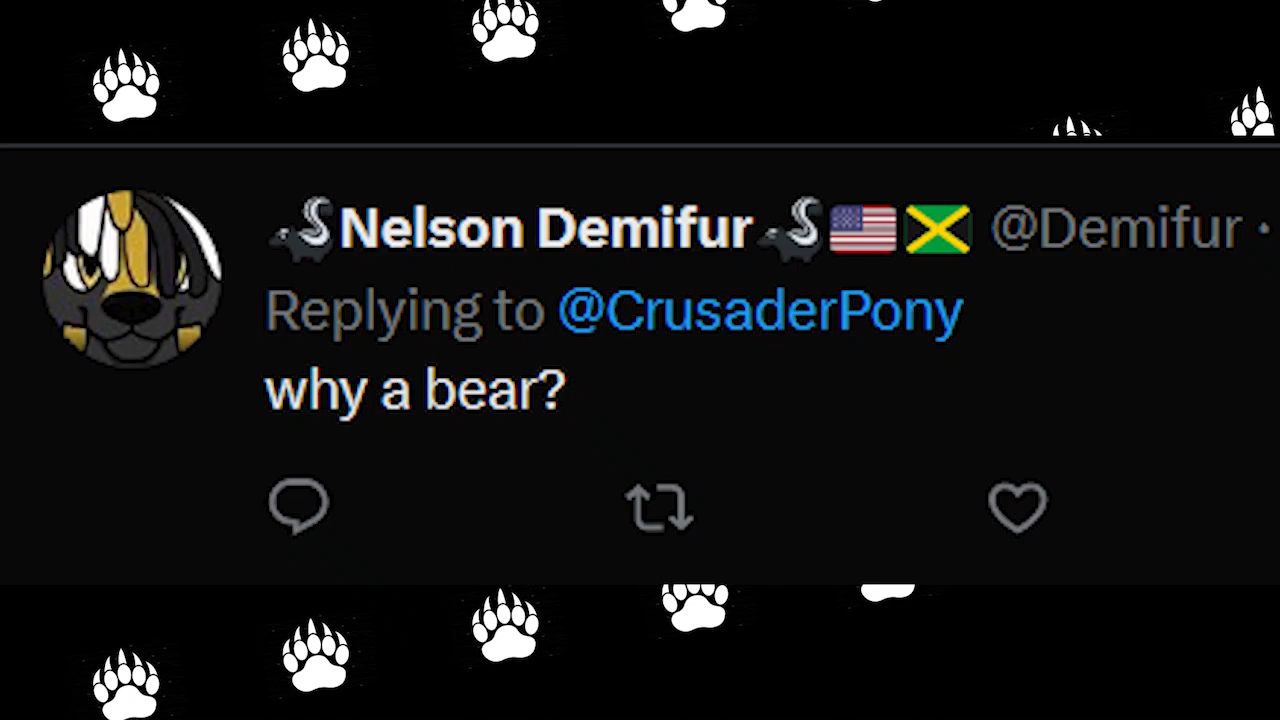 🦨Nelson Demifur🦨🇺🇸🇯🇲 @Demifur ·
Replying to @CrusaderPony
why a bear?